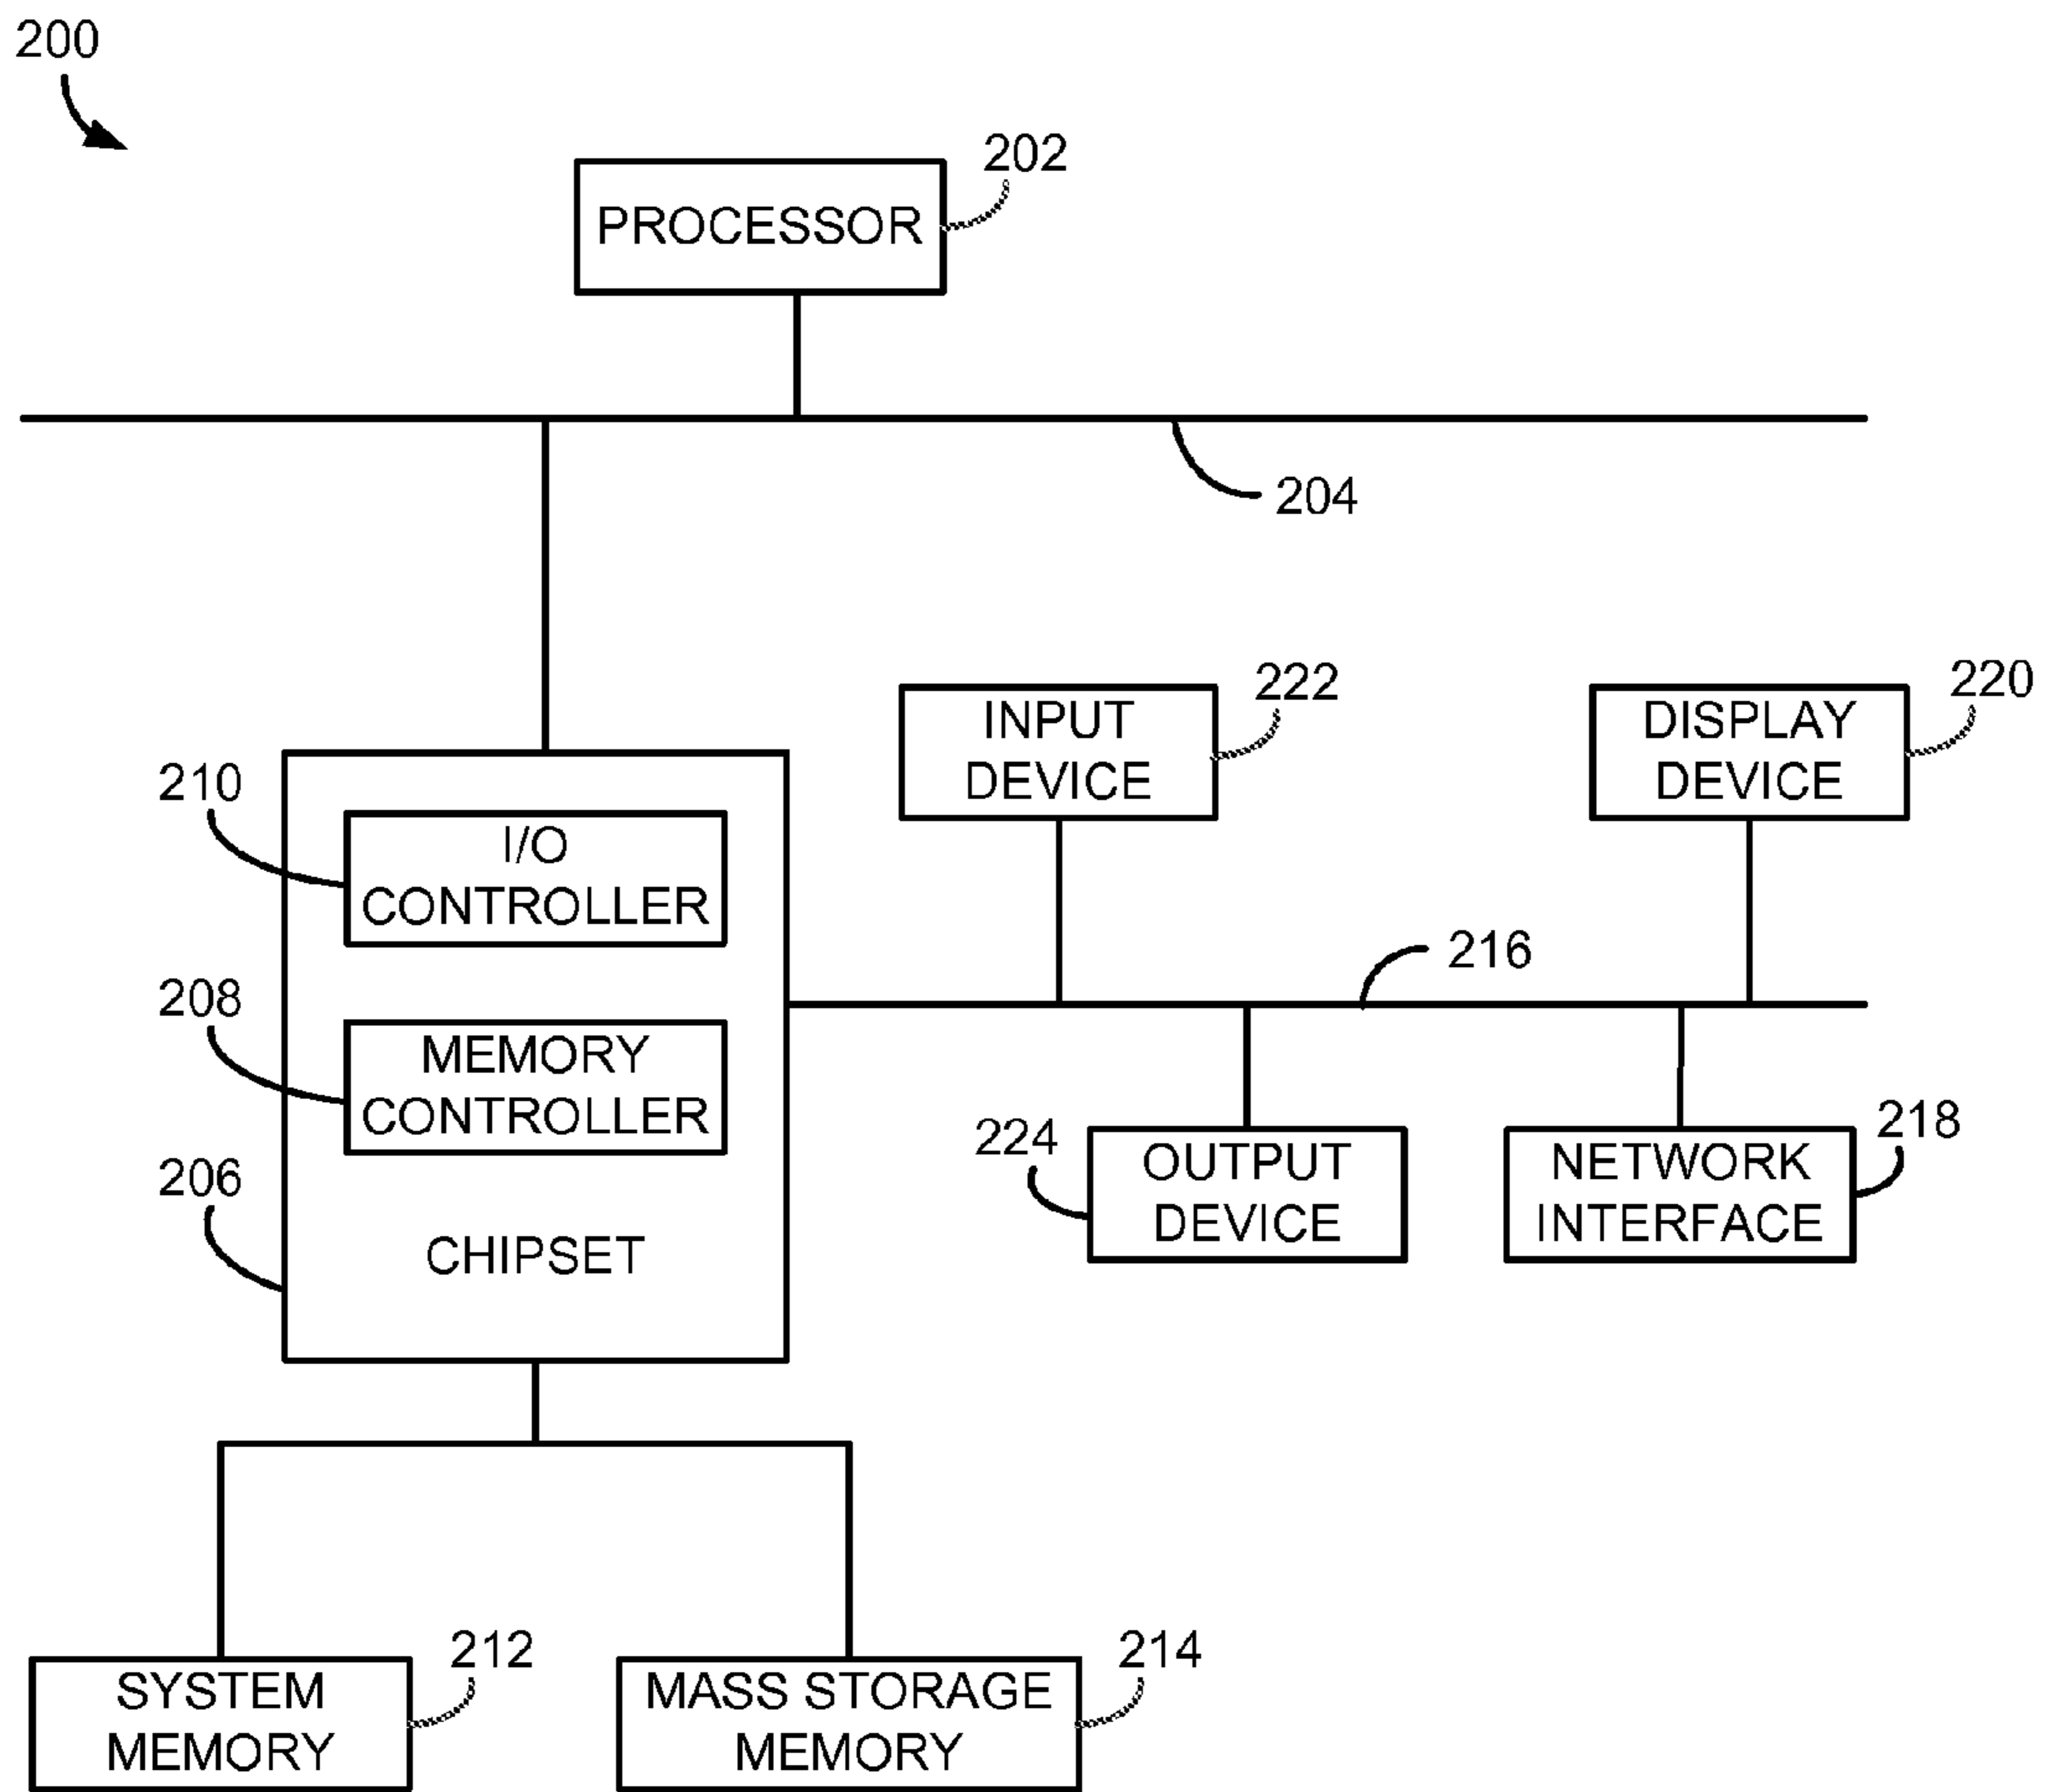 200
202
PROCESSOR
204
222
INPUT
DEVICE
220
DISPLAY
DEVICE
210
I/O
CONTROLLER
216
208
MEMORY
CONTROLLER
206
CHIPSET
224
OUTPUT
DEVICE
218
NETWORK
INTERFACE
212
SYSTEM
MEMORY
214
MASS STORAGE
MEMORY